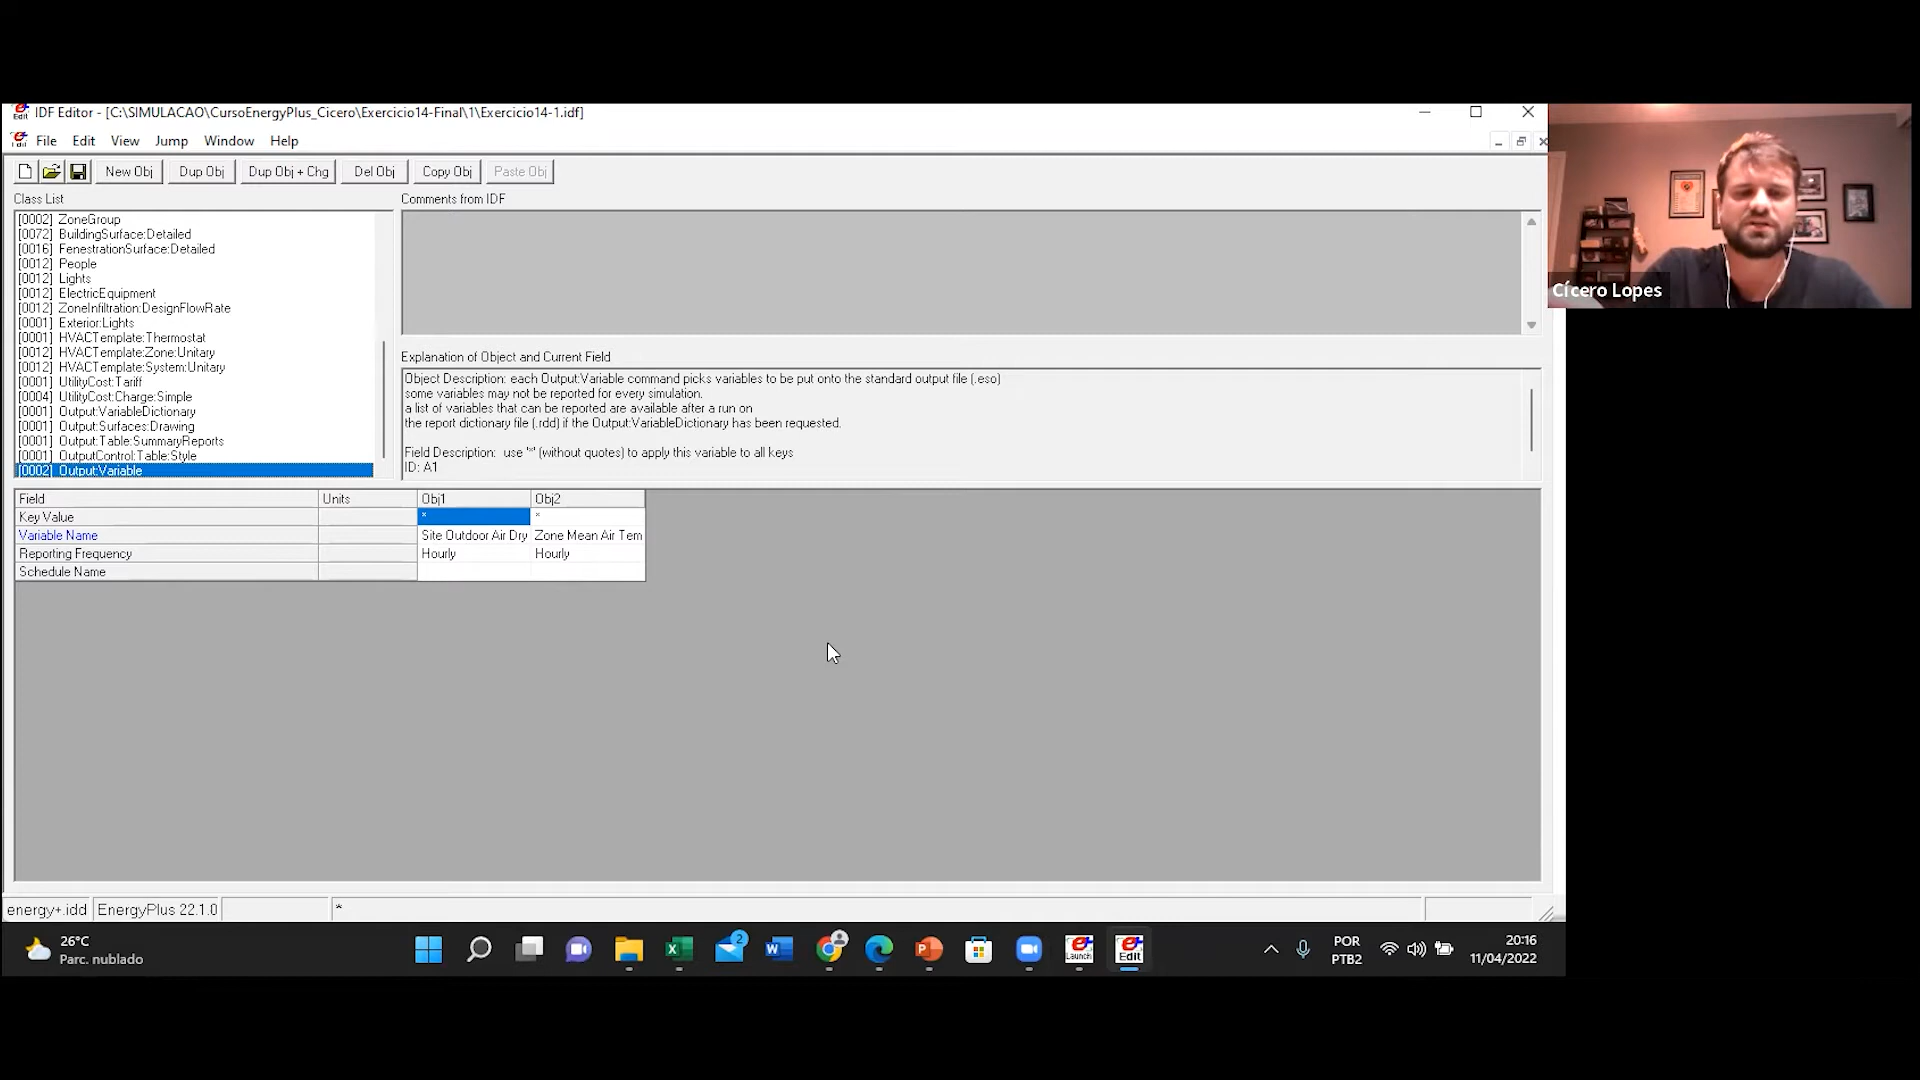 IDF Editor - [C:\SIMULACAO\CursoEnergyPlus_Cicero\Exercicio14-Final\1\Exercicio14-1.idf]
File Edit View Jump Window Help
New Obj Dup Obj Dup Obj + Chg Del Obj Copy Obj Paste Obj
Class List
[0002] ZoneGroup
[0072] BuildingSurface:Detailed
[0016] FenestrationSurface:Detailed
[0012] People
[0012] Lights
[0012] ElectricEquipment
[0012] ZoneInfiltration:DesignFlowRate
[0001] Exterior:Lights
[0001] HVACTemplate:Thermostat
[0012] HVACTemplate:Zone:Unitary
[0012] HVACTemplate:System:Unitary
[0001] UtilityCost:Tariff
[0004] UtilityCost:Charge:Simple
[0001] Output:VariableDictionary
[0001] Output:Surfaces:Drawing
[0001] Output:Table:SummaryReports
[0001] OutputControl:Table:Style
[0002] Output:Variable
Comments from IDF
Explanation of Object and Current Field
Object Description: each Output:Variable command picks variables to be put onto the standard output file (.eso)
some variables may not be reported for every simulation.
a list of variables that can be reported are available after a run on
the report dictionary file (.rdd) if the Output:VariableDictionary has been requested.
Field Description: use '*' (without quotes) to apply this variable to all keys
ID: A1
Field Units Obj1 Obj2
Key Value * *
Variable Name Site Outdoor Air Dry Zone Mean Air Tem
Reporting Frequency Hourly Hourly
Schedule Name
energy+.idd EnergyPlus 22.1.0 *
Cícero Lopes
26°C
Parc. nublado
2
Launch
Edit
POR
PTB2
20:16
11/04/2022